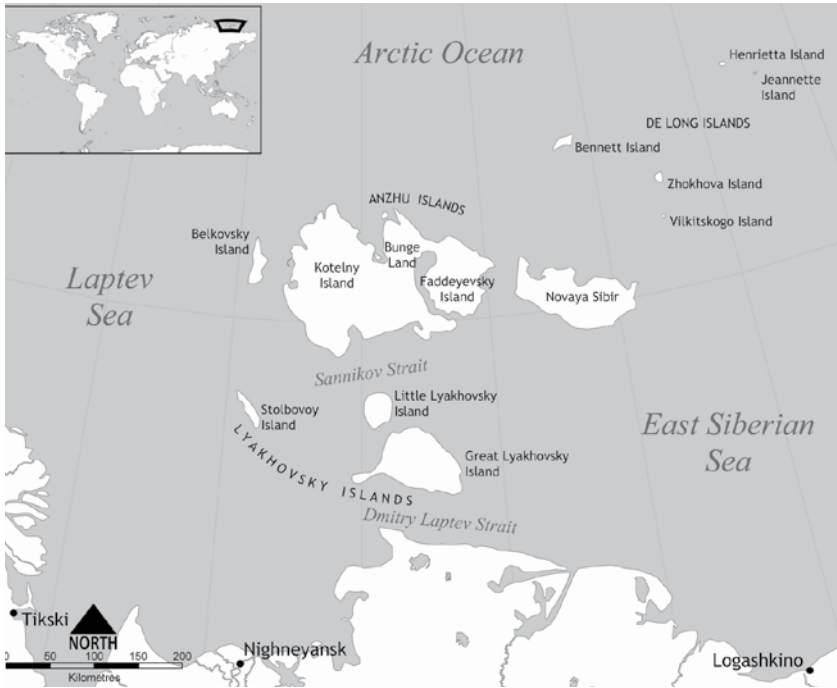 Arctic Ocean
Henrietta Island
Jeannette
Island
DE LONG ISLANDS
Bennett Island
Zhokhova Island
Vilkitskogo Island
ANZHU ISLANDS
Belkovsky
Island
Bunge
Land
Kotelny
Island
Faddeyevsky
Island
Novaya Sibir
Laptev
Sea
Sannikov Strait
Little Lyakhovsky
Island
Stolbovoy
Island
East Siberian
Sea
Great Lyakhovsky
Island
LYAKHOVSKY ISLANDS
Dmitry Laptev Strait
Tikski
NORTH
Nighneyansk
Logashkino
0 50 100 150 200
Kilometres